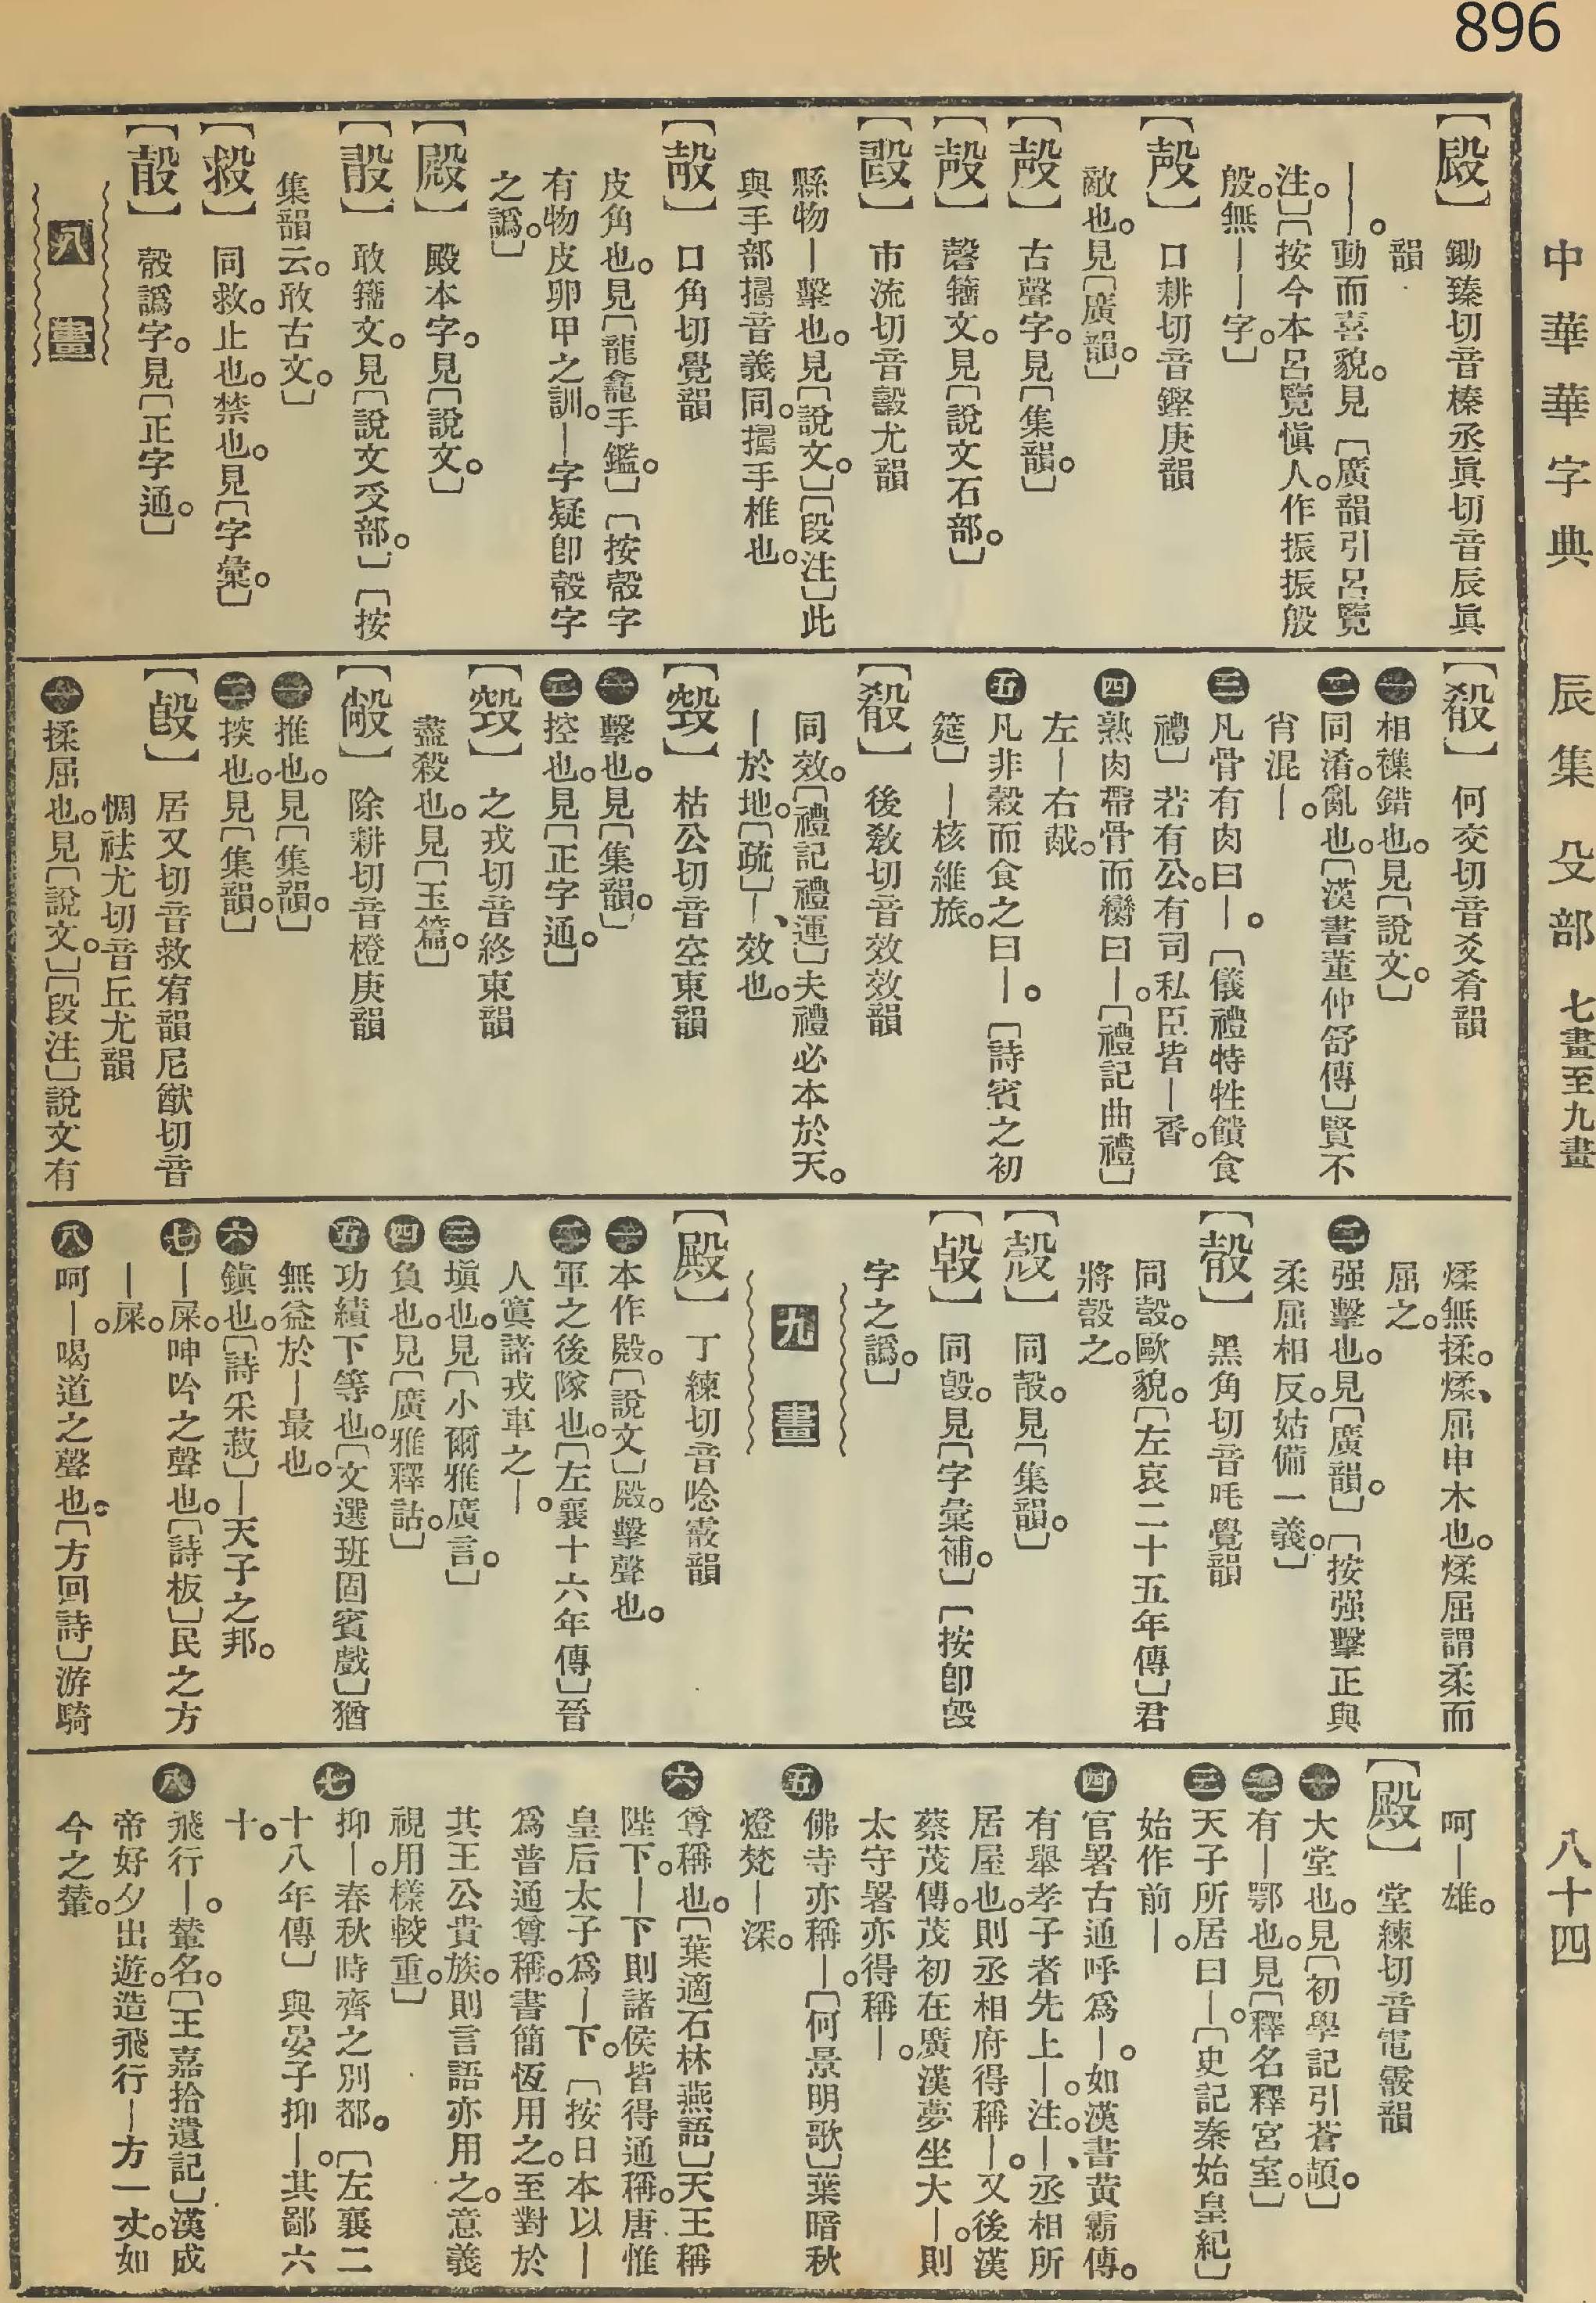 896
中華華字典　辰集　殳部　七畫至九畫　八十四
【㲀】　鋤臻切音榛丞眞切音辰眞
韻
｜｜。動而喜貌。見〔廣韻引呂覽
注。〕〔按今本呂覽愼人。作振振殷
殷。無｜｜字。〕
【殸】　口耕切音鏗庚韻
敵也。見〔廣韻。〕
【殸】　古聲字。見〔集韻。〕
【殸】　磬籀文。見〔說文石部。〕
　市流切音讎尤韻
縣物｜擊也。見〔說文。〕〔段注〕此
與手部擣音義同。擣手椎也。
　口角切覺韻
皮角也。見〔龍龕手鑑。〕〔按㱿字
有物皮卵甲之訓。｜字疑卽㱿字
之譌。〕
　殿本字。見〔說文。〕
　敢籀文。見〔說文𠬪部。〕〔按
集韻云。敢古文。〕
　同救。止也。禁也。見〔字彙。〕
　㱿譌字。見〔正字通。〕
八畫
【殽】　何交切音爻肴韻
㊀相襍錯也。見〔說文。〕
㊁同淆。亂也。〔漢書董仲舒傳〕賢不
肖混｜。
㊂凡骨有肉曰｜。〔儀禮特牲饋食
禮〕若有公。有司私臣皆｜脀。
㊃熟肉帶骨而臠曰｜。〔禮記曲禮〕
左｜右胾。
㊄凡非穀而食之曰｜。〔詩賓之初
筵〕｜核維旅。
【殽】　後敎切音效效韻
同效。〔禮記禮運〕夫禮必本於天。
｜於地。〔疏〕｜、效也。
　枯公切音空東韻
㊀擊也。見〔集韻。〕
㊁控也。見〔正字通。〕
　之戎切音終東韻
盡殺也。見〔玉篇。〕
　除耕切音橙庚韻
㊀推也。見〔集韻。〕
㊁揬也。見〔集韻。〕
　居又切音救宥韻尼猷切音
惆祛尤切音丘尤韻
㊀揉屈也。見〔說文。〕〔段注〕說文有
煣無揉。煣、屈申木也。煣屈謂柔而
屈之。
㊁强擊也。見〔廣韻。〕〔按强擊正與
柔屈相反。姑備一義。〕
　黑角切音吒覺韻
同㱿。歐貌。〔左哀二十五年傳〕君
將㱿之。
　同㱿。見〔集韻。〕
　同㲃。見〔字彙補。〕〔按卽㲃
字之譌。〕
九畫
【殿】　丁練切音唸霰韻
㊀本作。〔說文〕。擊聲也。
㊁軍之後隊也。〔左襄十六年傳〕晉
人寘諸戎車之｜。
㊂塡也。見〔小爾雅廣言。〕
㊃負也。見〔廣雅釋詁。〕
㊄功績下等也。〔文選班固賓戲〕猶
無益於｜最也。
㊅鎭也。〔詩采菽〕｜天子之邦。
㊆｜屎。呻吟之聲也。〔詩板〕民之方
｜屎。
㊇呵｜喝道之聲也。〔方回詩〕游騎
呵｜雄。
【殿】　堂練切音電霰韻
㊀大堂也。見〔初學記引蒼頡。〕
㊁有｜鄂也。見〔釋名釋宮室。〕
㊂天子所居曰｜。〔史記秦始皇紀〕
始作前｜。
㊃官署古通呼爲｜。如漢書黃霸傳。
有舉孝子者先上｜。注。｜、丞相所
居屋也。則丞相府得稱｜。又後漢
蔡茂傳。茂初在廣漢夢坐大｜。則
太守署亦得稱｜。
㊄佛寺亦稱｜。〔何景明歌〕葉暗秋
燈梵｜深。
㊅尊稱也。〔葉適石林燕語〕天王稱
陛下。｜下則諸侯皆得通稱。唐惟
皇后太子爲｜下。〔按日本以｜
爲普通尊稱。書簡恆用之。至對於
其王公貴族。則言語亦用之。意義
視用樣較重。〕
㊆抑｜。春秋時齊之別都。〔左襄二
十八年傳〕與晏子抑｜。其鄙六
十。
㊇飛行｜。輦名。〔王嘉拾遺記〕漢成
帝好夕出遊。造飛行｜方一丈。如
今之輦。